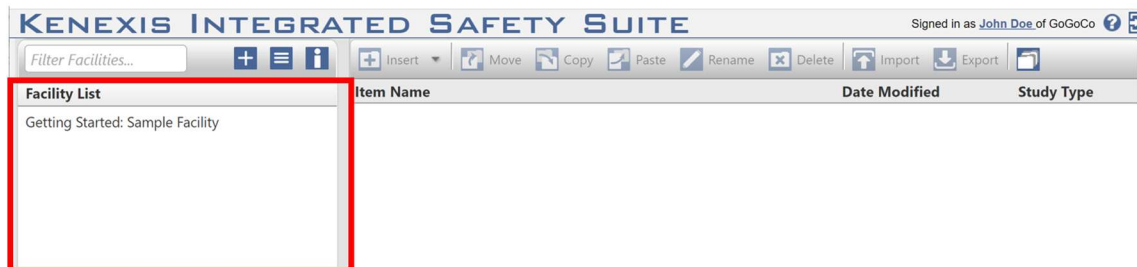 KENEXIS INTEGRATED SAFETY SUITE
Signed in as John Doe of GoGoCo
Filter Facilities...
Insert Move Copy Paste Rename Delete Import Export
Facility List
Item Name Date Modified Study Type
Getting Started: Sample Facility